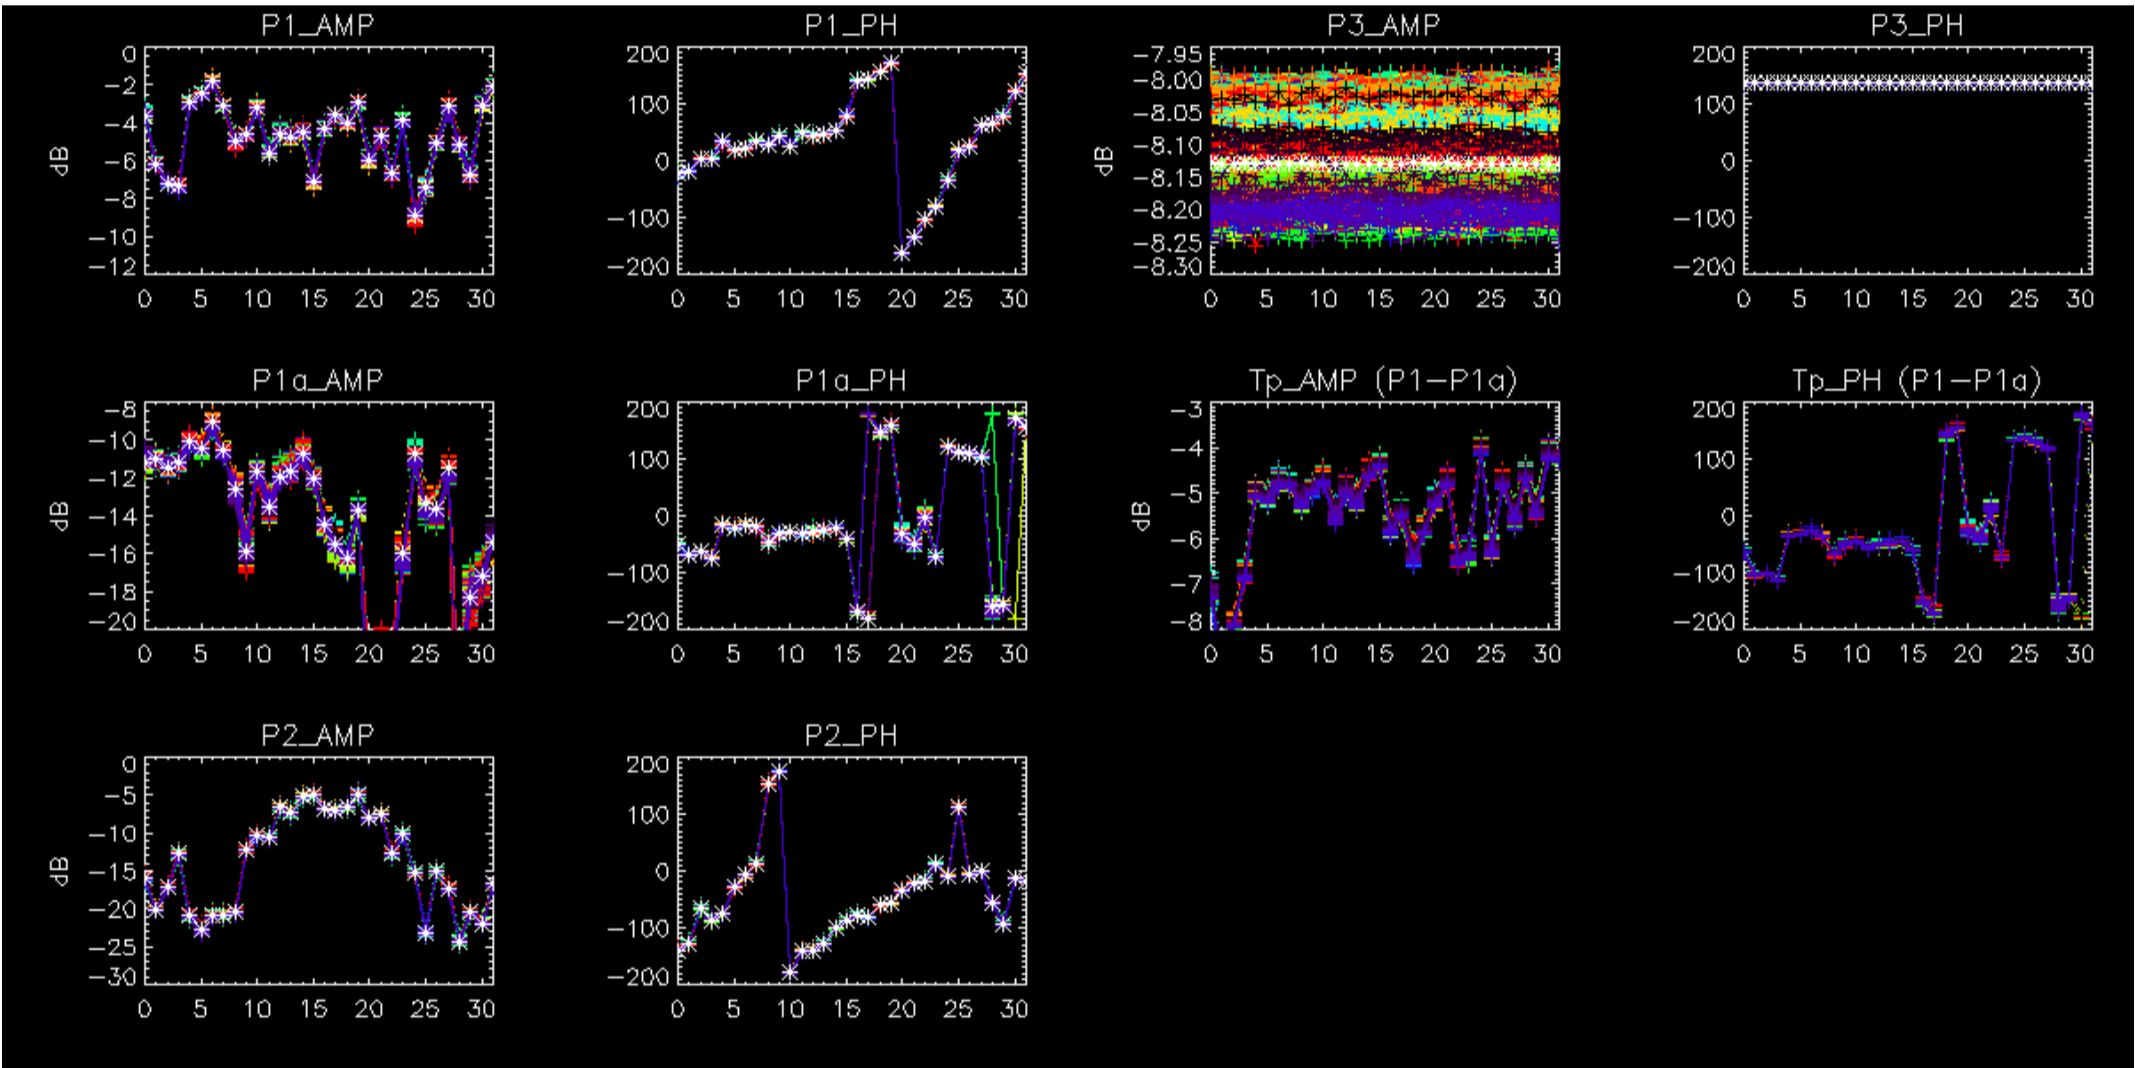 P1_AMP
0
−2
−4
−6
−8
−10
−12
dB
0 5 10 15 20 25 30
P1_PH
200
100
0
−100
−200
0 5 10 15 20 25 30
P3_AMP
−7.95
−8.00
−8.05
−8.10
−8.15
−8.20
−8.25
−8.30
dB
0 5 10 15 20 25 30
P3_PH
200
100
0
−100
−200
0 5 10 15 20 25 30
P1a_AMP
−8
−10
−12
−14
−16
−18
−20
dB
0 5 10 15 20 25 30
P1a_PH
200
100
0
−100
−200
0 5 10 15 20 25 30
Tp_AMP (P1−P1a)
−3
−4
−5
−6
−7
−8
dB
0 5 10 15 20 25 30
Tp_PH (P1−P1a)
200
100
0
−100
−200
0 5 10 15 20 25 30
P2_AMP
0
−5
−10
−15
−20
−25
−30
dB
0 5 10 15 20 25 30
P2_PH
200
100
0
−100
−200
0 5 10 15 20 25 30